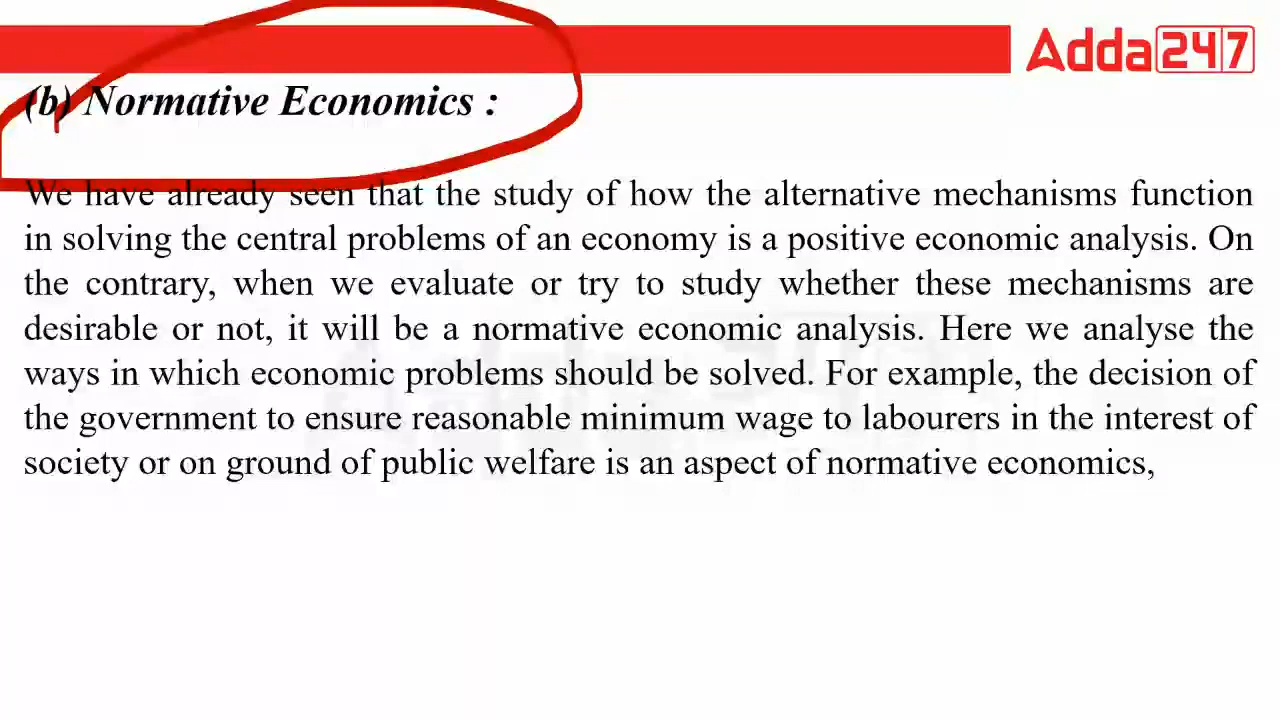 Adda247
(b) Normative Economics :
We have already seen that the study of how the alternative mechanisms function
in solving the central problems of an economy is a positive economic analysis. On
the contrary, when we evaluate or try to study whether these mechanisms are
desirable or not, it will be a normative economic analysis. Here we analyse the
ways in which economic problems should be solved. For example, the decision of
the government to ensure reasonable minimum wage to labourers in the interest of
society or on ground of public welfare is an aspect of normative economics,